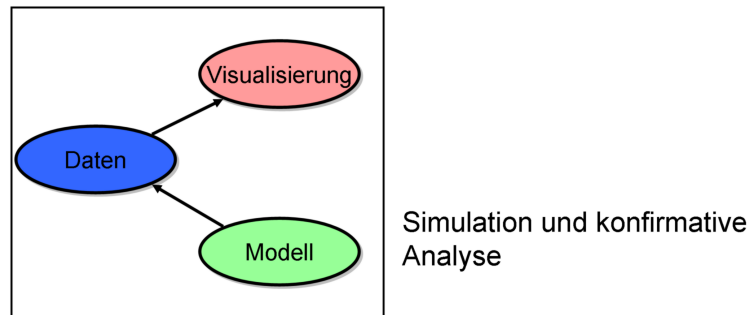 Visualisierung
Daten
Modell
Simulation und konfirmative
Analyse